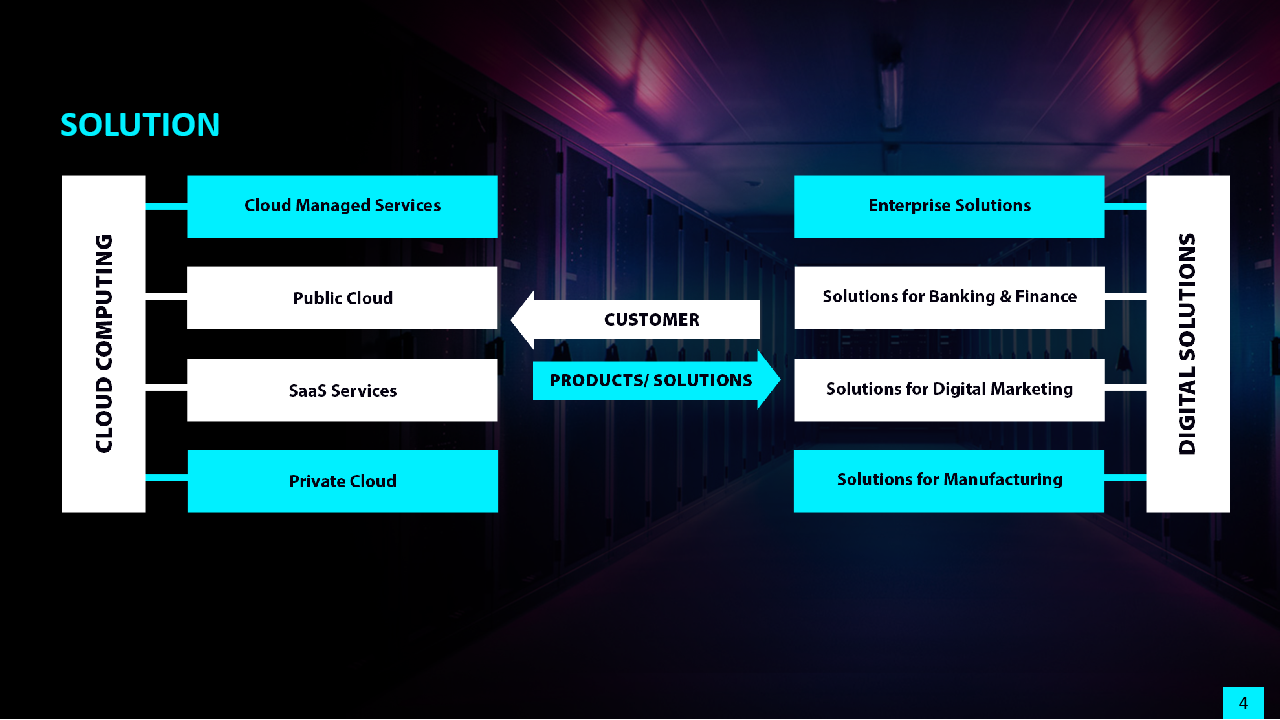 SOLUTION
CLOUD COMPUTING
Cloud Managed Services
Public Cloud
SaaS Services
Private Cloud
CUSTOMER
PRODUCTS/ SOLUTIONS
Enterprise Solutions
Solutions for Banking & Finance
Solutions for Digital Marketing
Solutions for Manufacturing
DIGITAL SOLUTIONS
4